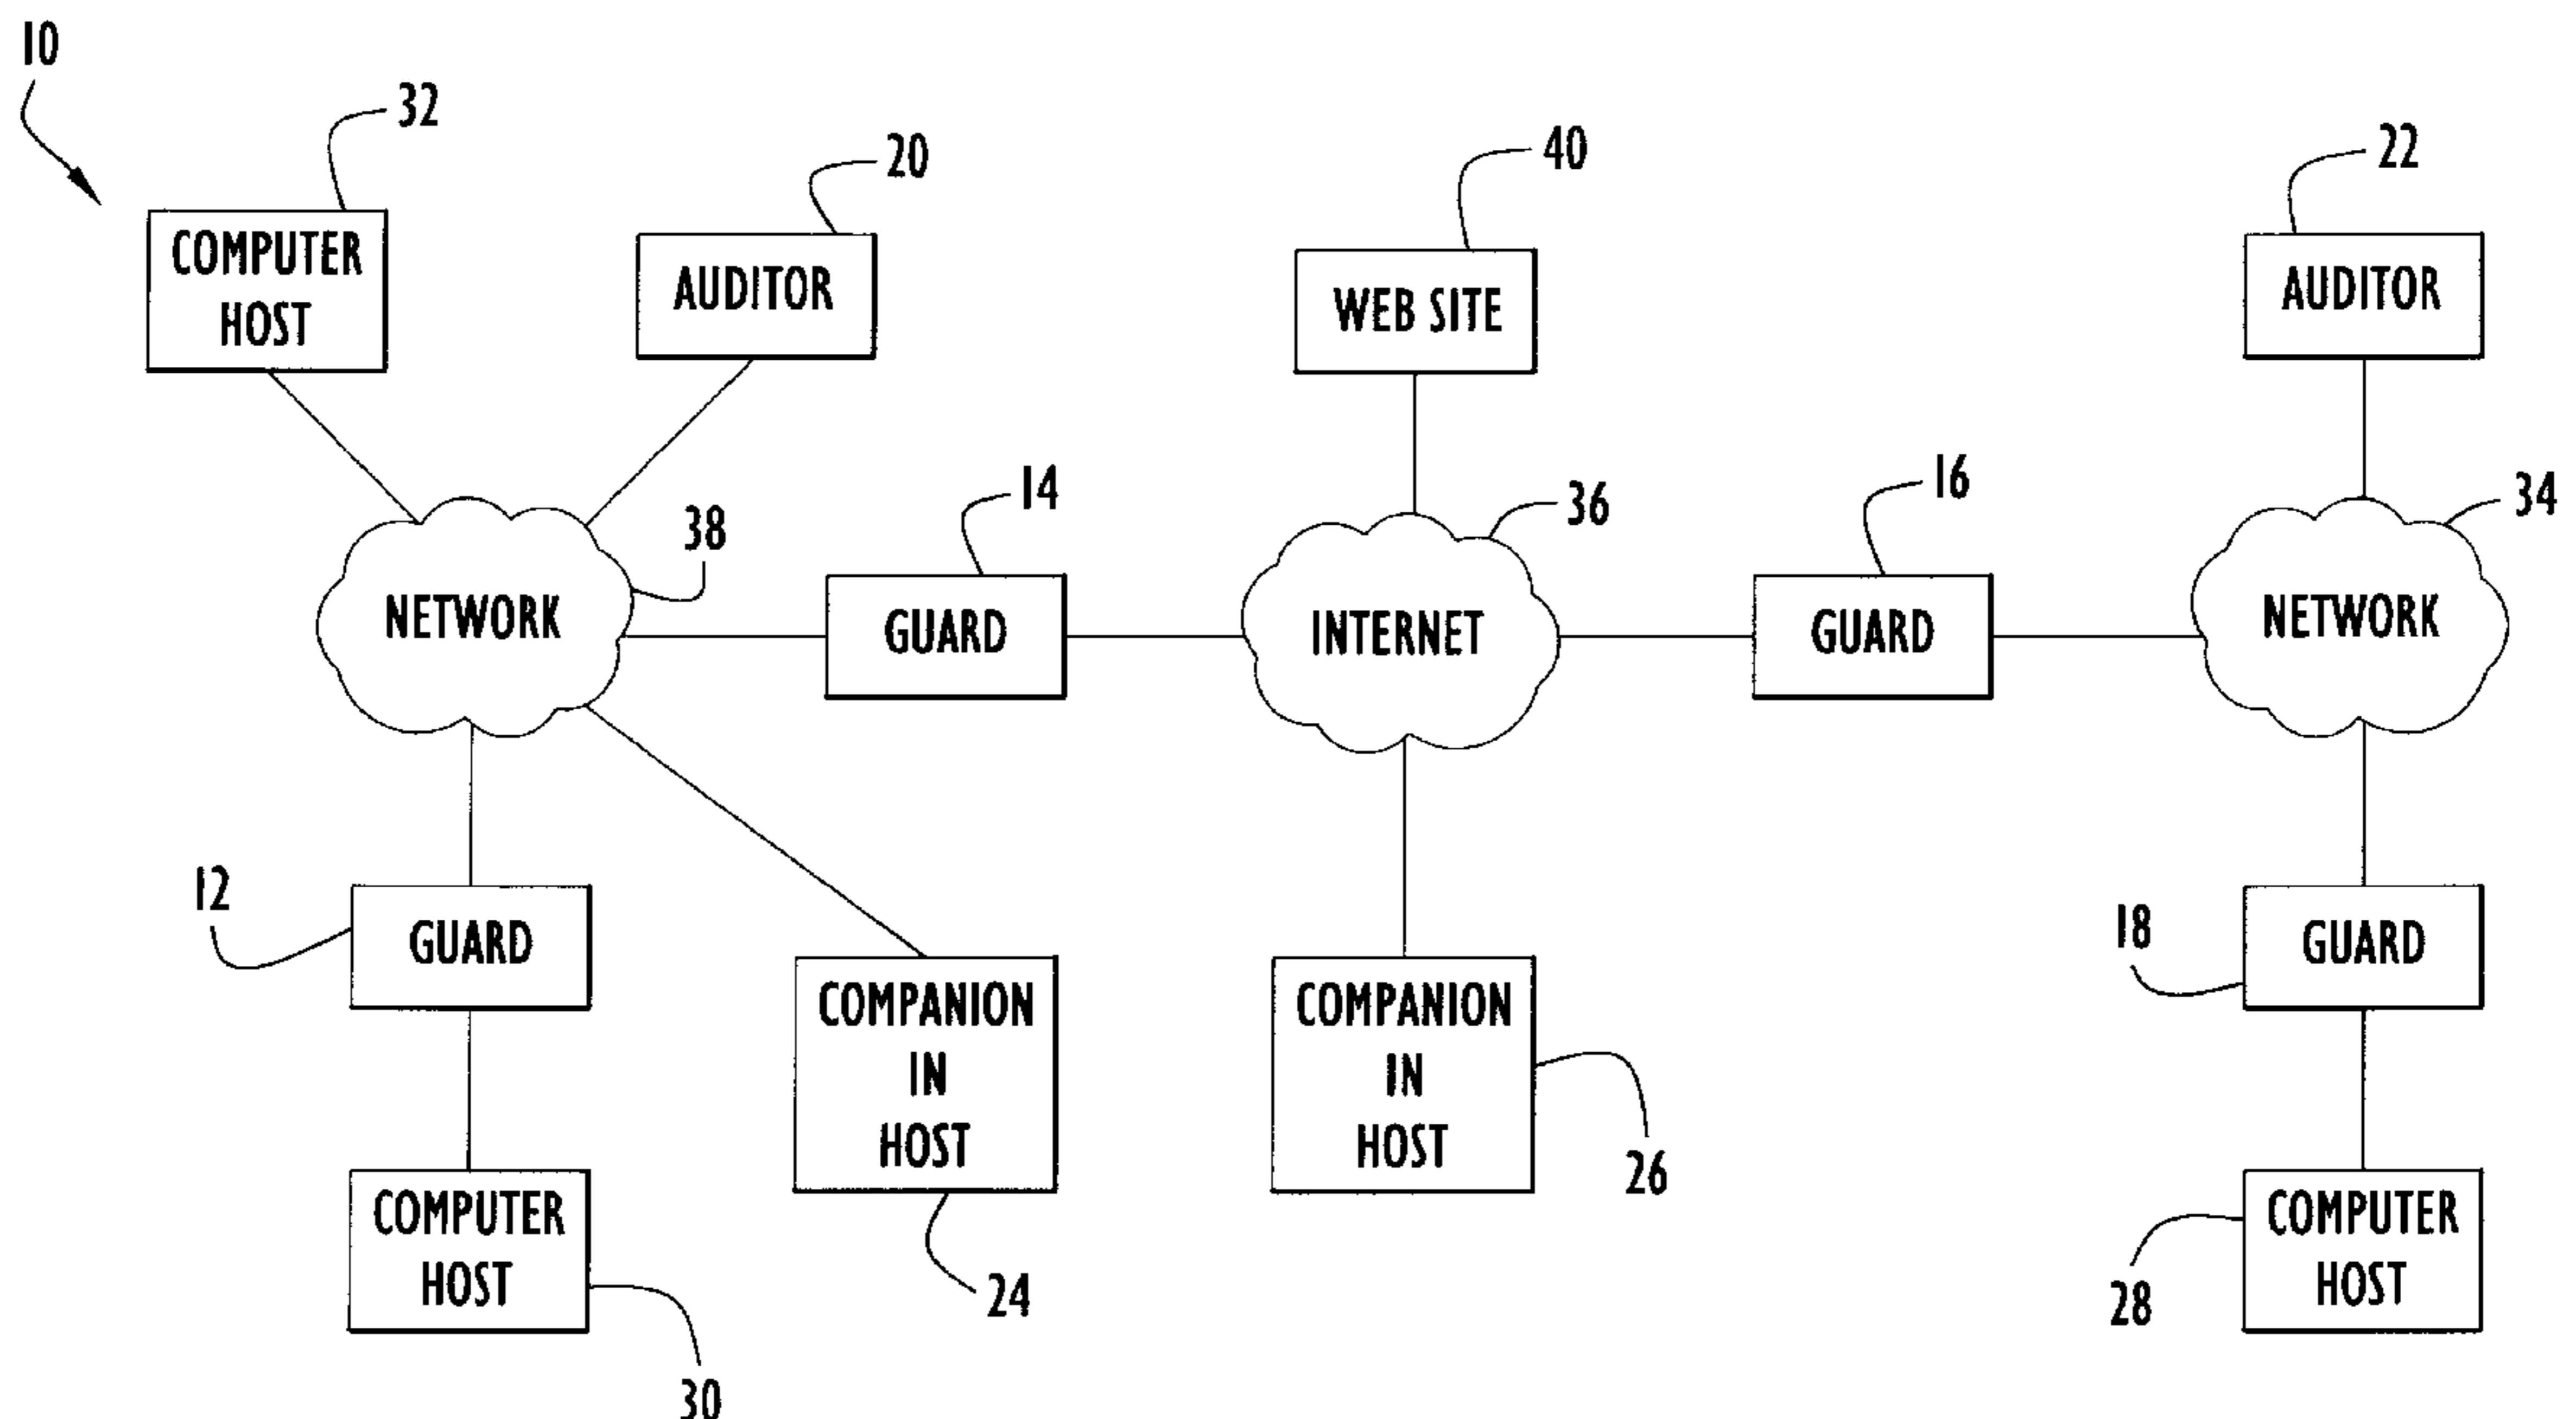 10
32
20
40
22
COMPUTER
HOST
AUDITOR
WEB SITE
AUDITOR
14
16
36
34
38
NETWORK
GUARD
INTERNET
GUARD
NETWORK
12
GUARD
18
GUARD
COMPANION
IN
HOST
COMPANION
IN
HOST
26
24
COMPUTER
HOST
30
COMPUTER
HOST
28